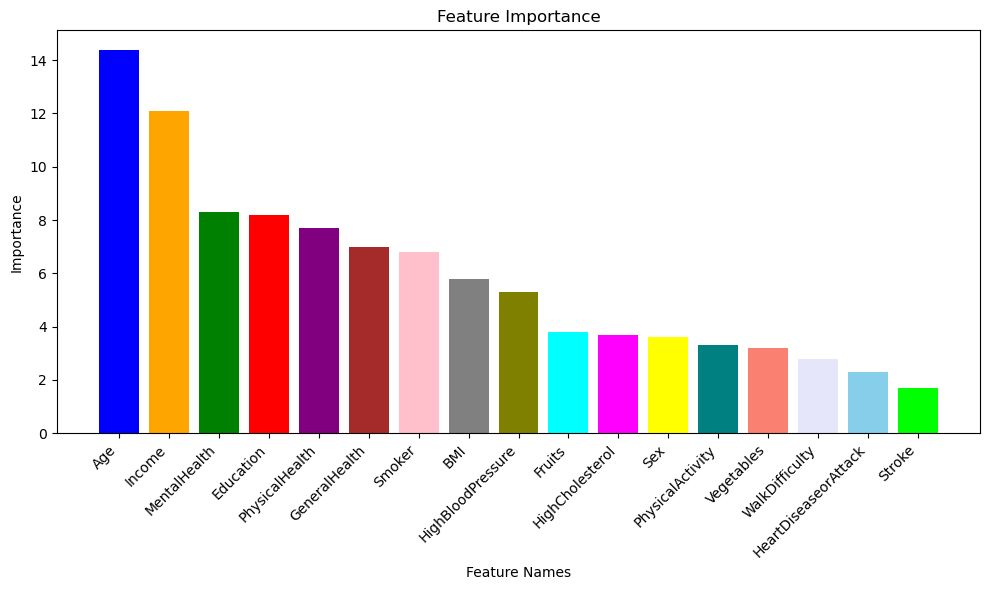 Feature Importance
Importance
14
12
10
8
6
4
2
0
Age
Income
MentalHealth
Education
PhysicalHealth
GeneralHealth
Smoker
BMI
HighBloodPressure
Fruits
HighCholesterol
Sex
PhysicalActivity
Vegetables
WalkDifficulty
HeartDiseaseorAttack
Stroke
Feature Names